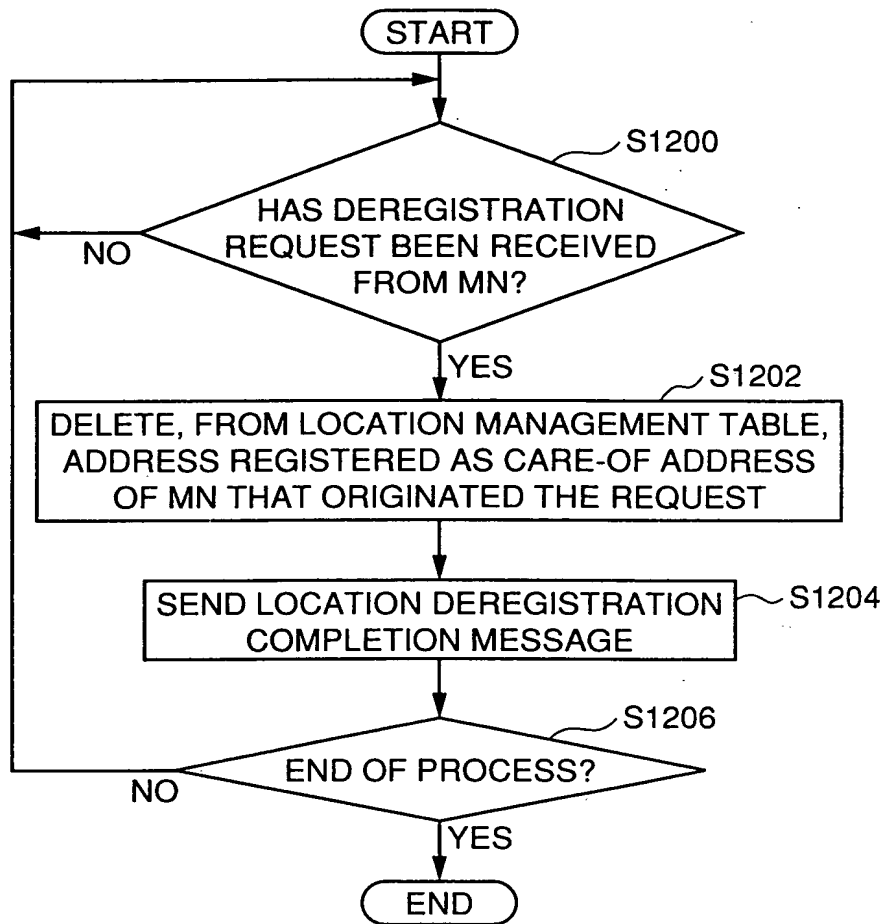 START
S1200
HAS DEREGISTRATION
REQUEST BEEN RECEIVED
FROM MN?
NO
YES
S1202
DELETE, FROM LOCATION MANAGEMENT TABLE,
ADDRESS REGISTERED AS CARE-OF ADDRESS
OF MN THAT ORIGINATED THE REQUEST
S1204
SEND LOCATION DEREGISTRATION
COMPLETION MESSAGE
S1206
END OF PROCESS?
NO
YES
END